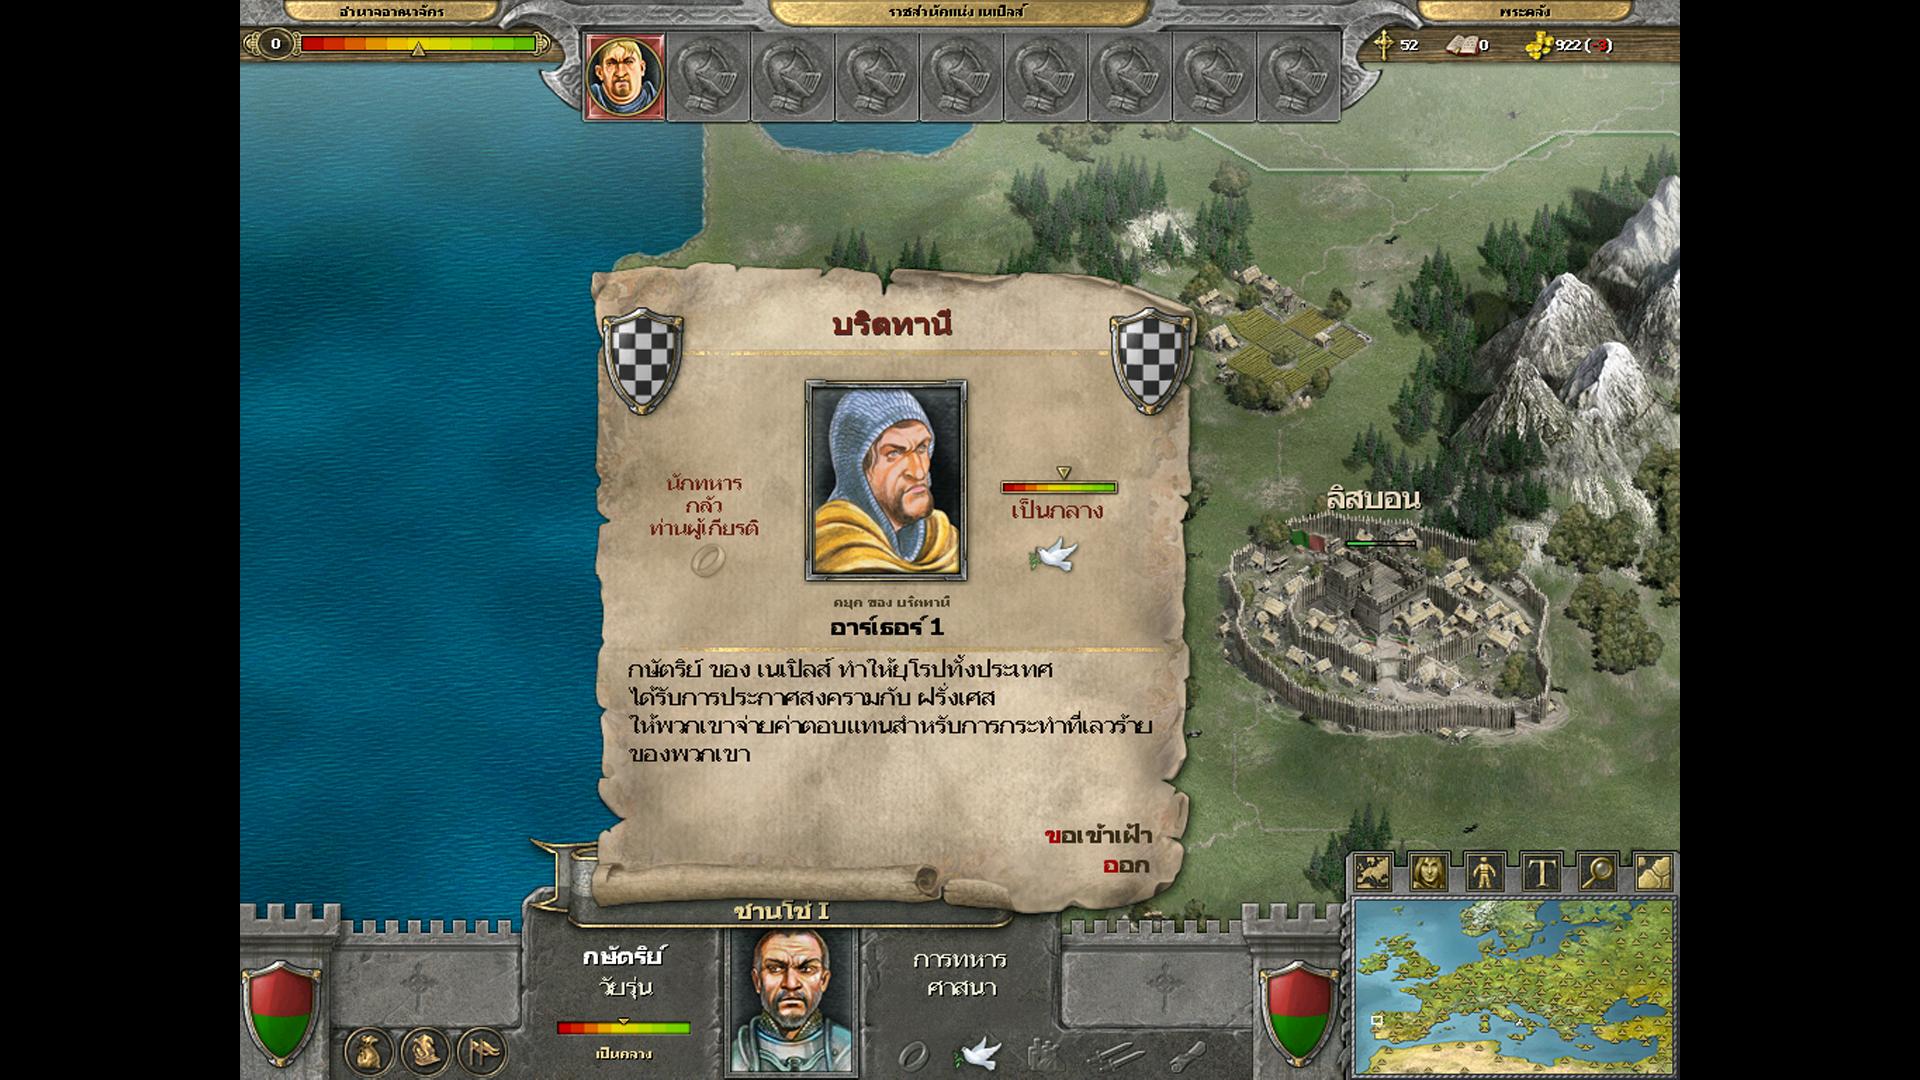 อำนาจอาณาจักร
ราชสำนักแห่ง เนเปิลส์
พระคลัง
0
52
0
922 (-3)
บริตทานี
นักทหาร
กลัว
ท่านผู้เกียรติ
เป็นกลาง
ดยุค ของ บริตทานี
อาร์เธอร์ 1
กษัตริย์ ของ เนเปิลส์ ทำให้ยุโรปทั้งประเทศ
ได้รับการประกาศสงครามกับ ฝรั่งเศส
ให้พวกเขาจ่ายค่าตอบแทนสำหรับการกระทำที่เลวร้าย
ของพวกเขา
ขอเข้าเฝ้า
ออก
ลิสบอน
ซานโช่ I
กษัตริย์
วัยรุ่น
เป็นกลาง
การทหาร
ศาสนา
T